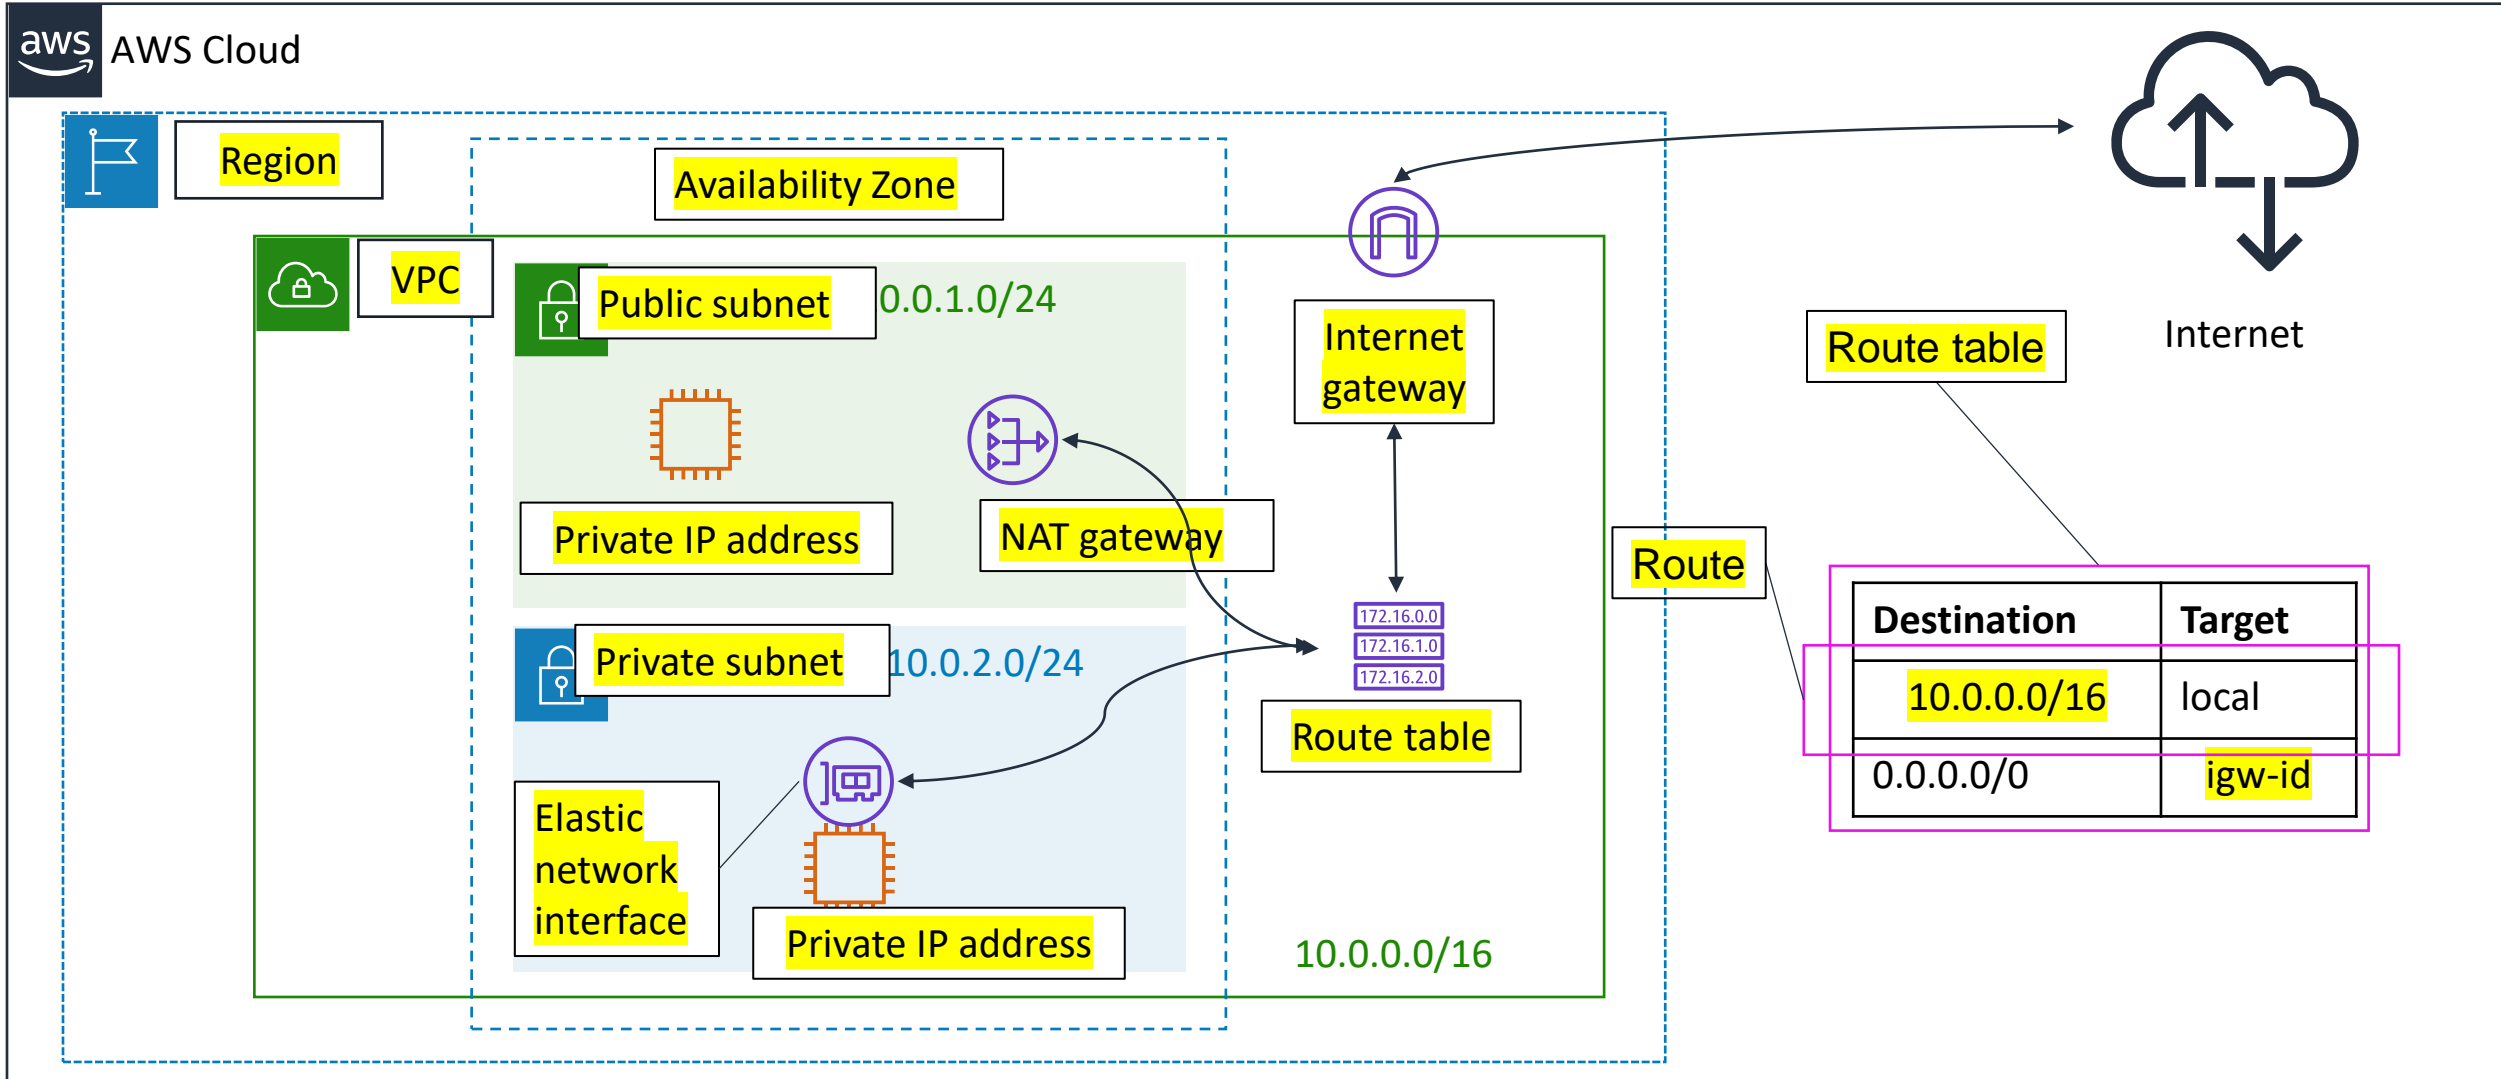 aws
AWS Cloud
Region
Availability Zone
VPC
Public subnet
0.0.1.0/24
Internet
gateway
Internet
Route table
Private IP address
NAT gateway
Route
172.16.0.0
172.16.1.0
172.16.2.0
Route table
Private subnet
10.0.2.0/24
Elastic
network
interface
Private IP address
10.0.0.0/16
Destination Target
10.0.0.0/16 local
0.0.0.0/0 igw-id